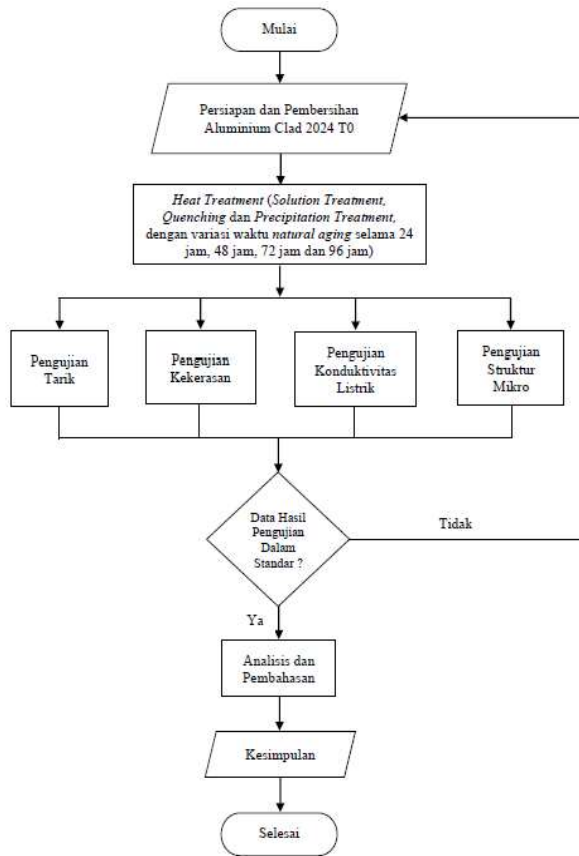 Mulai
Persiapan dan Pembersihan
Aluminium Clad 2024 T0
Heat Treatment (Solution Treatment,
Quenching dan Precipitation Treatment,
dengan variasi waktu natural aging selama 24
jam, 48 jam, 72 jam dan 96 jam)
Pengujian
Tarik
Pengujian
Kekerasan
Pengujian
Konduktivitas
Listrik
Pengujian
Struktur
Mikro
Data Hasil
Pengujian
Dalam
Standar ?
Tidak
Ya
Analisis dan
Pembahasan
Kesimpulan
Selesai